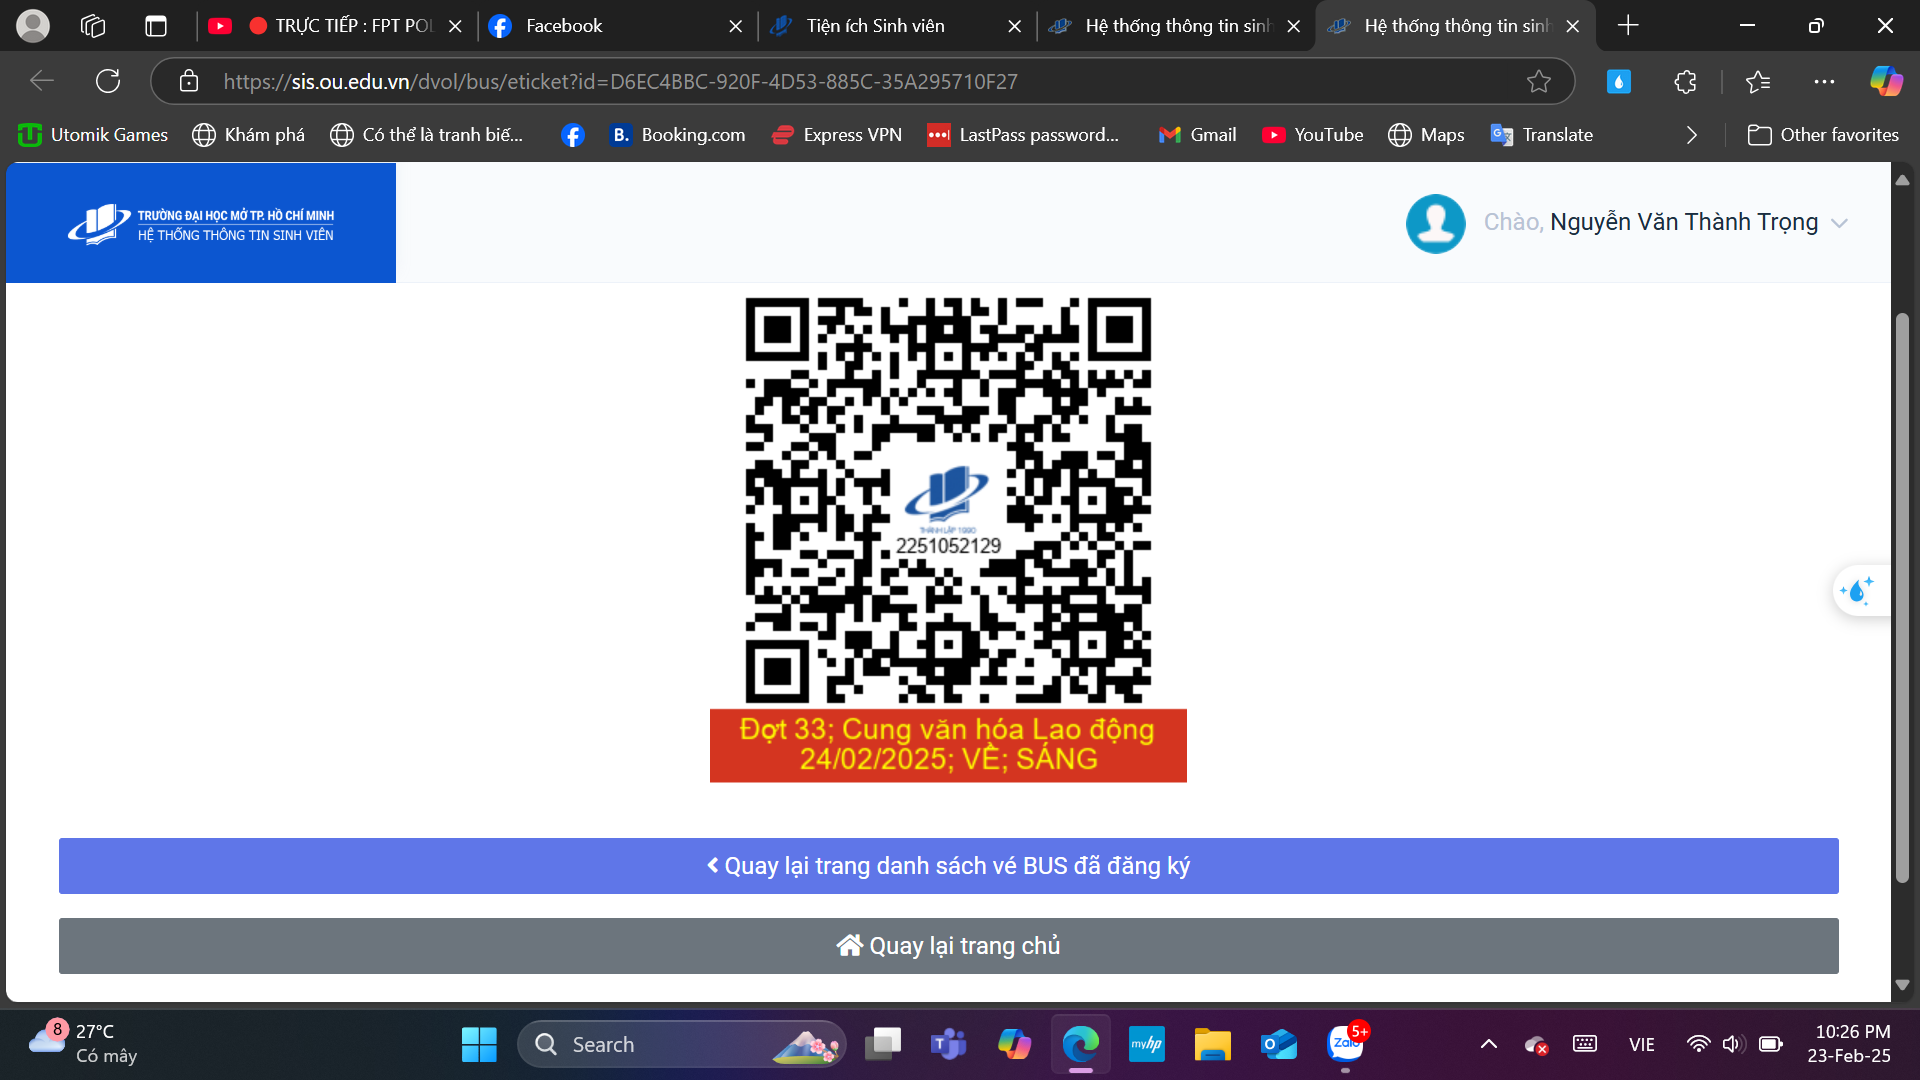 TRỰC TIẾP : FPT POL
Facebook
Tiện ích Sinh viên
Hệ thống thông tin sinh
Hệ thống thông tin sinh
https://sis.ou.edu.vn/dvol/bus/eticket?id=D6EC4BBC-920F-4D53-885C-35A295710F27
Utomik Games
Khám phá
Có thể là tranh biế...
B. Booking.com
Express VPN
LastPass password...
Gmail
YouTube
Maps
Translate
Other favorites
TRƯỜNG ĐẠI HỌC MỞ TP. HỒ CHÍ MINH
HỆ THỐNG THÔNG TIN SINH VIÊN
Chào, Nguyễn Văn Thành Trọng
THÀNH LẬP 1990
2251052129
Đợt 33; Cung văn hóa Lao động
24/02/2025; VỀ; SÁNG
Quay lại trang danh sách vé BUS đã đăng ký
Quay lại trang chủ
8
27°C
Có mây
Search
myhp
Zalo
5+
VIE
10:26 PM
23-Feb-25